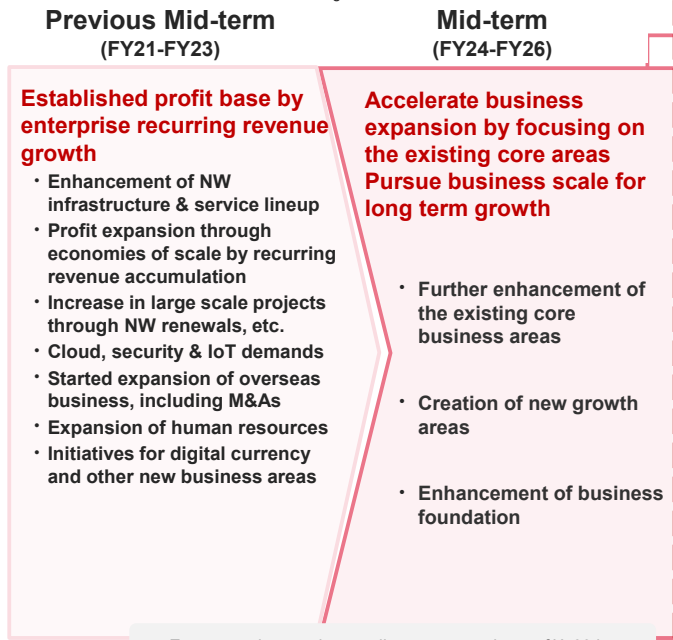 Previous Mid-term
(FY21-FY23)
Established profit base by
enterprise recurring revenue
growth
・Enhancement of NW
infrastructure & service lineup
・Profit expansion through
economies of scale by recurring
revenue accumulation
・Increase in large scale projects
through NW renewals, etc.
・Cloud, security & IoT demands
・Started expansion of overseas
business, including M&As
・Expansion of human resources
・Initiatives for digital currency
and other new business areas
Mid-term
(FY24-FY26)
Accelerate business
expansion by focusing on
the existing core areas
Pursue business scale for
long term growth
・Further enhancement of
the existing core
business areas
・Creation of new growth
areas
・Enhancement of business
foundation